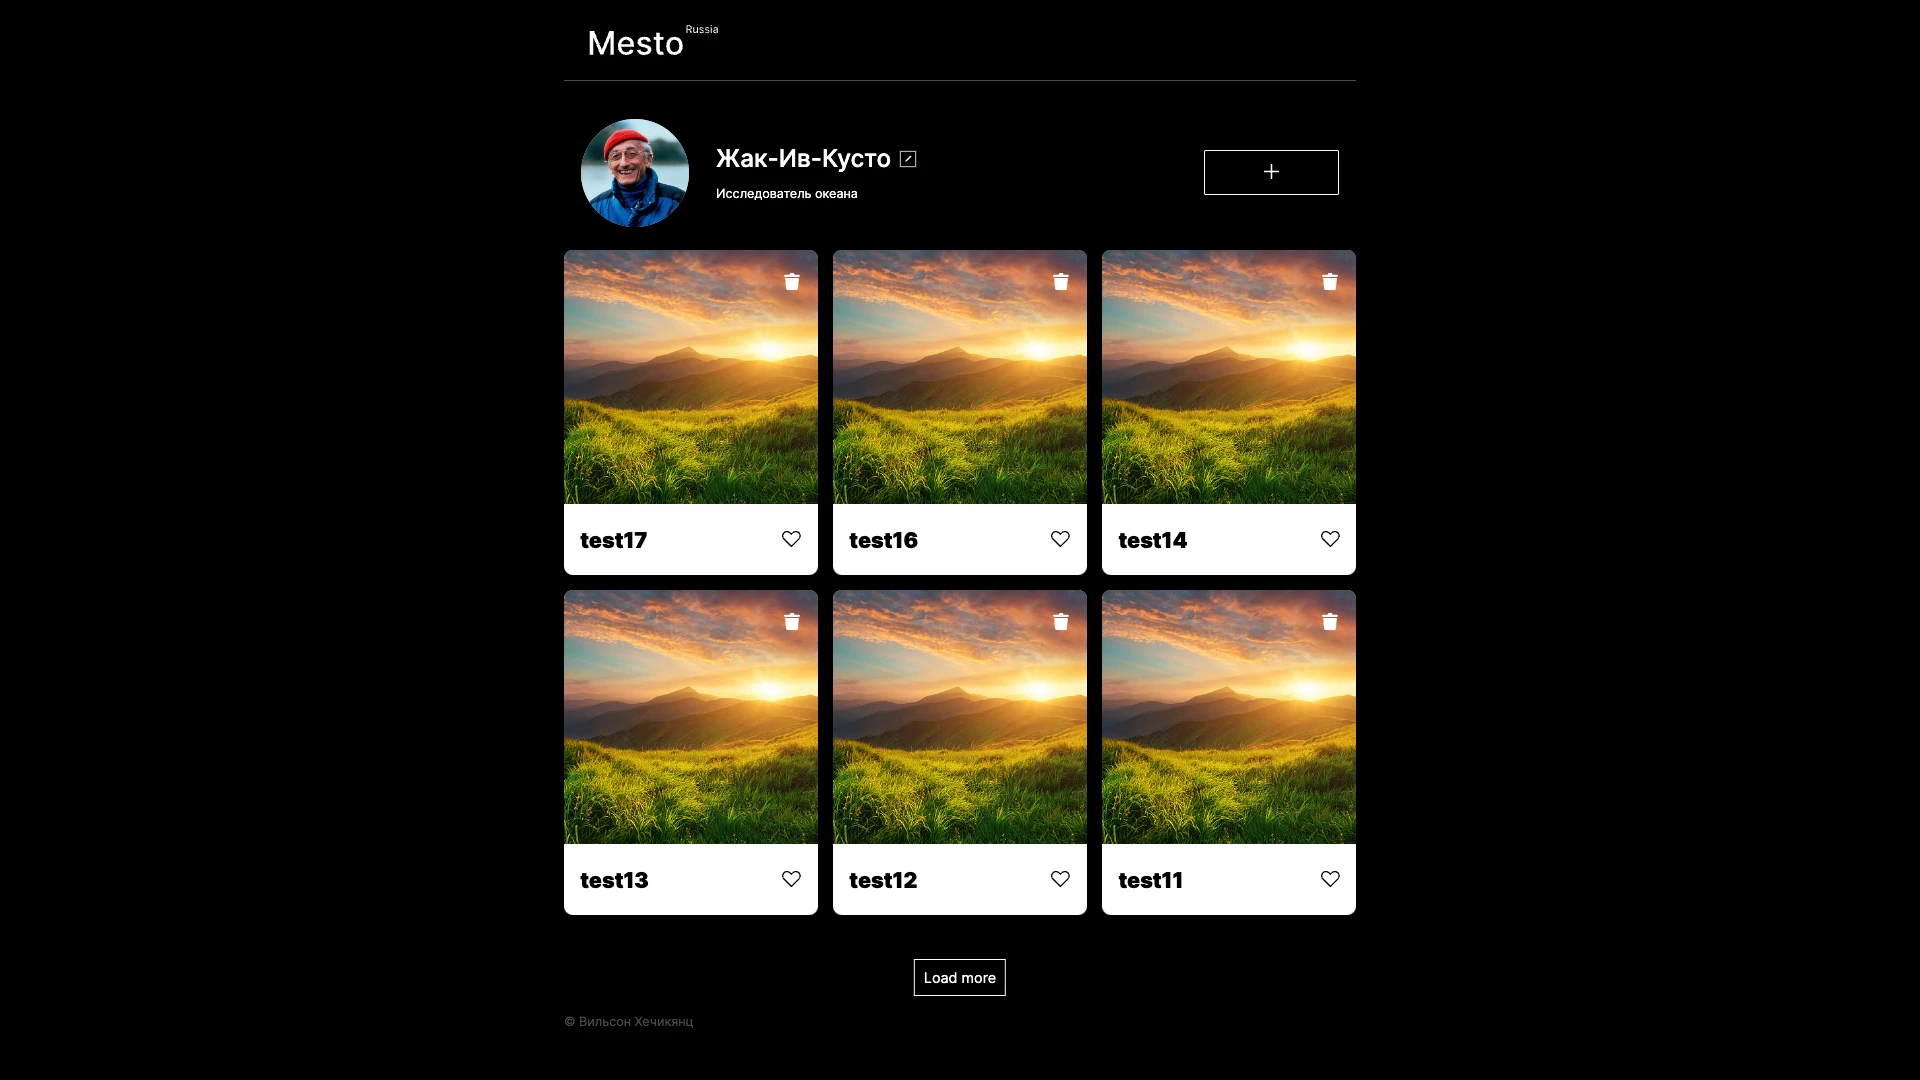 Mesto Russia
Жак-Ив-Кусто
Исследователь океана
test17
test16
test14
test13
test12
test11
Load more
© Вильсон Хечикянц